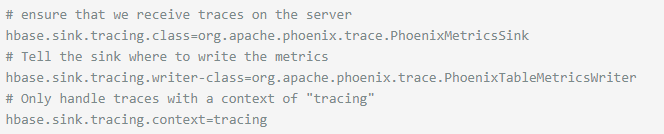 # ensure that we receive traces on the server
hbase.sink.tracing.class=org.apache.phoenix.trace.PhoenixMetricsSink
# Tell the sink where to write the metrics
hbase.sink.tracing.writer-class=org.apache.phoenix.trace.PhoenixTableMetricsWriter
# Only handle traces with a context of "tracing"
hbase.sink.tracing.context=tracing